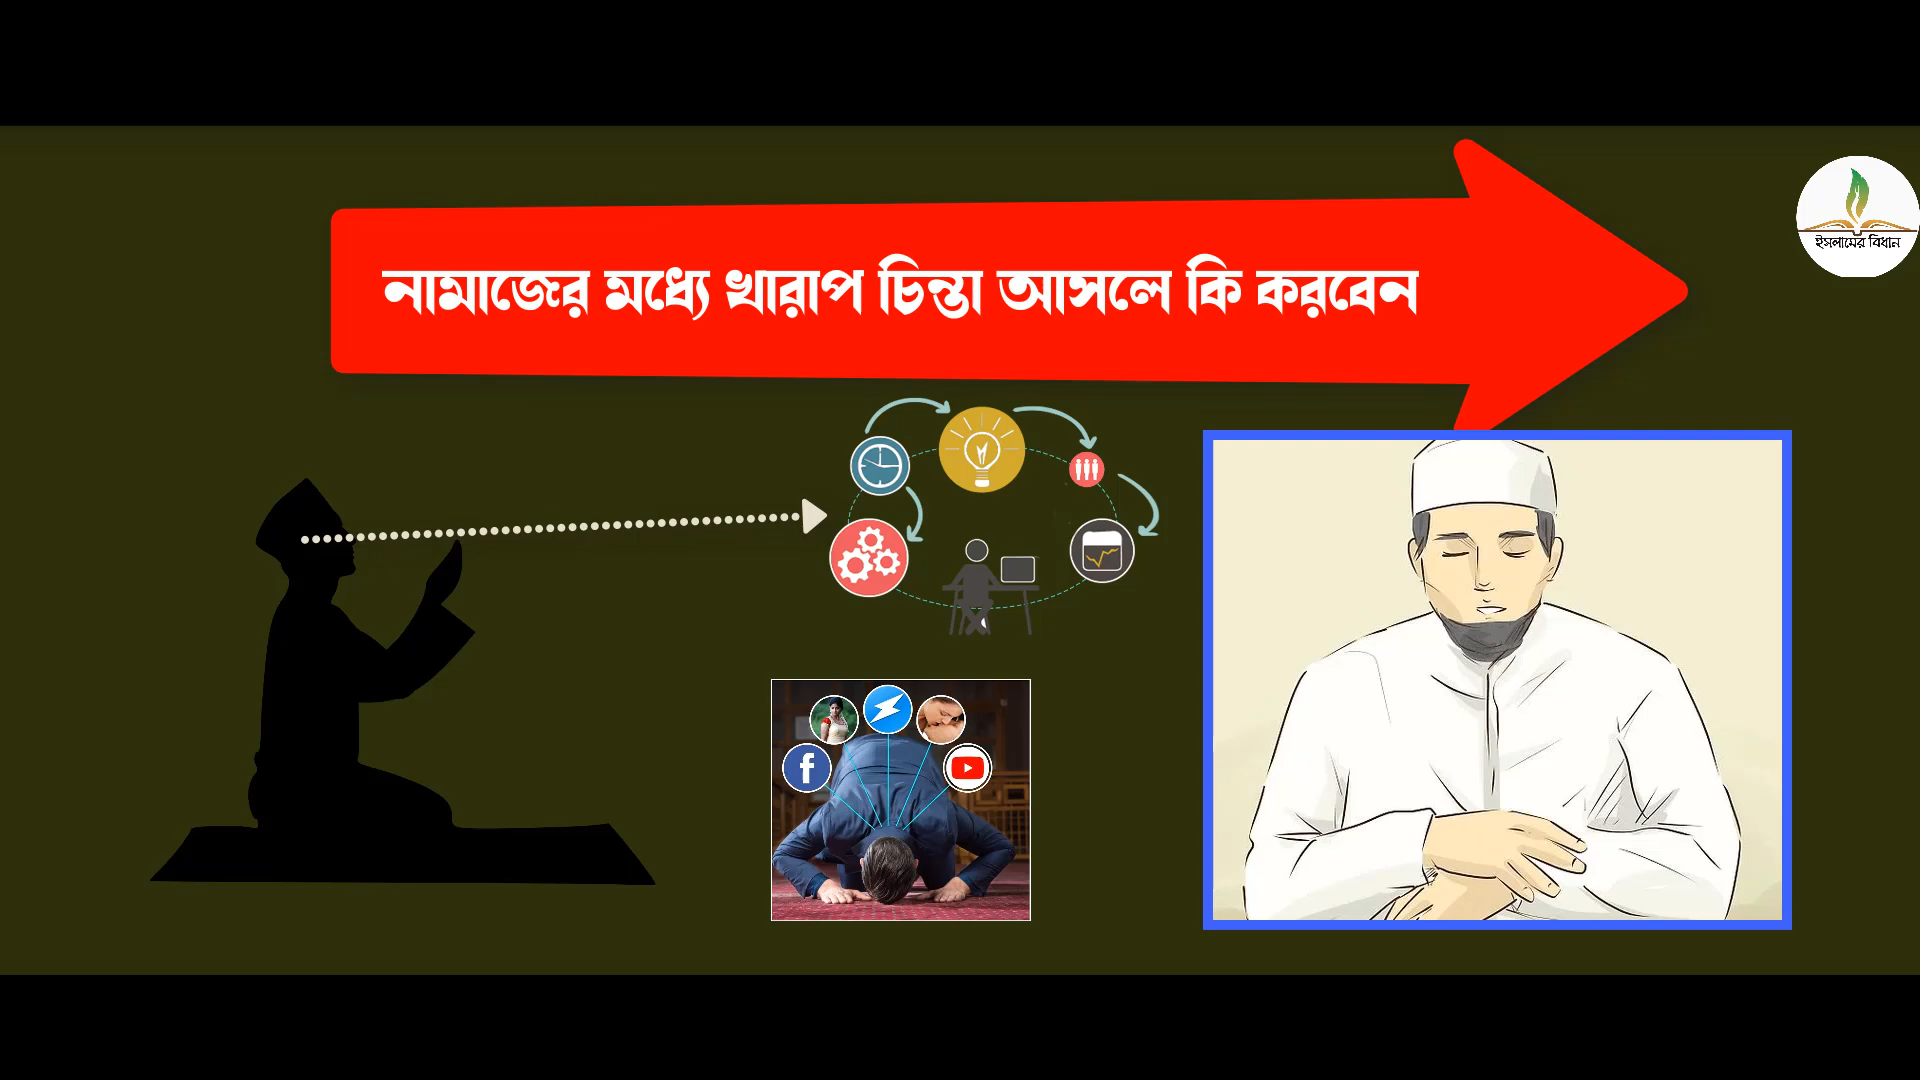 নামাজের মধ্যে খারাপ চিন্তা আসলে কি করবেন
ইসলামের বিধান